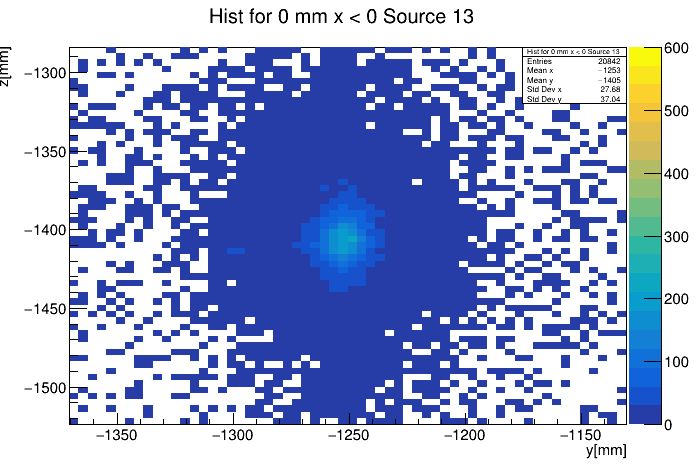 Hist for 0 mm x < 0 Source 13
z[mm]
Hist for 0 mm x < 0 Source 13
Entries 20842
Mean x −1253
Mean y −1405
Std Dev x 27.68
Std Dev y 37.04
−1300
−1350
−1400
−1450
−1500
−1350
−1300
−1250
−1200
−1150
y[mm]
600
500
400
300
200
100
0